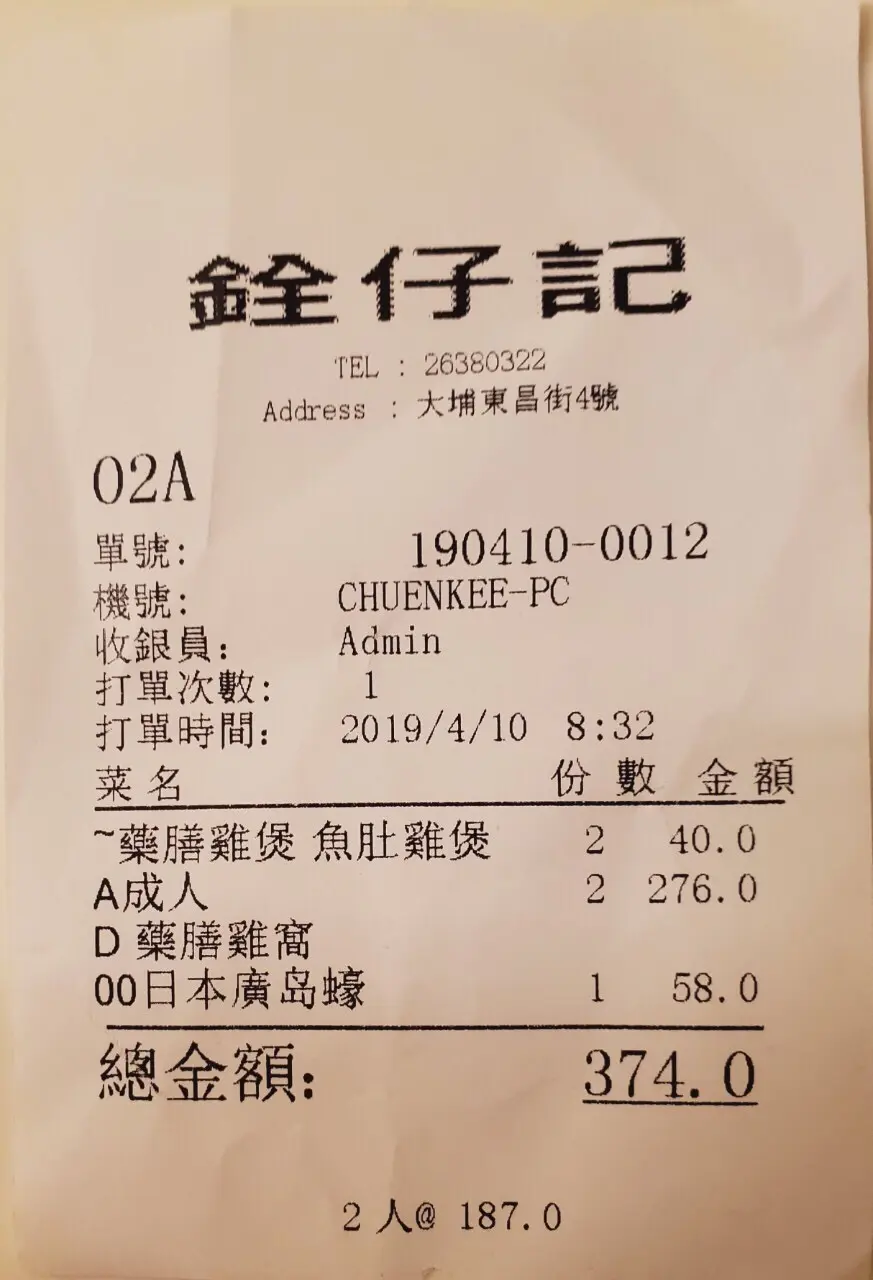 銓仔記
TEL : 26380322
Address : 大埔東昌街4號
02A
單號: 190410-0012
機號: CHUENKEE-PC
收銀員: Admin
打單次數: 1
打單時間: 2019/4/10 8:32
菜名 份數 金額
~藥膳雞煲 魚肚雞煲 2 40.0
A成人 2 276.0
D 藥膳雞窩
00日本廣岛蠔 1 58.0
總金額: 374.0
2 人@ 187.0